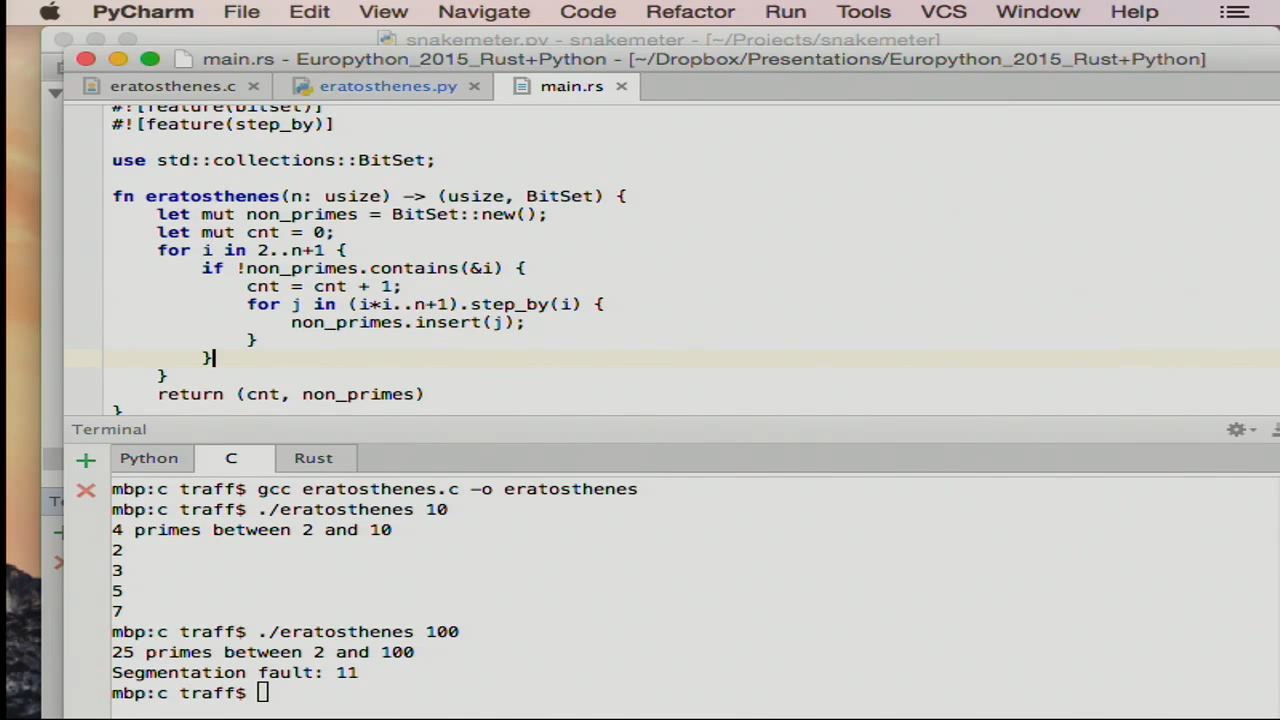 PyCharm File Edit View Navigate Code Refactor Run Tools VCS Window Help
snakemeter.py - snakemeter - [~/Projects/snakemeter]
main.rs - Europython_2015_Rust+Python - [~/Dropbox/Presentations/Europython_2015_Rust+Python]
eratosthenes.c eratosthenes.py main.rs
#![feature(bitset)]
#![feature(step_by)]
use std::collections::BitSet;
fn eratosthenes(n: usize) -> (usize, BitSet) {
let mut non_primes = BitSet::new();
let mut cnt = 0;
for i in 2..n+1 {
if !non_primes.contains(&i) {
cnt = cnt + 1;
for j in (i*i..n+1).step_by(i) {
non_primes.insert(j);
}
}
}
return (cnt, non_primes)
}
Terminal
Python C Rust
mbp:c traff$ gcc eratosthenes.c -o eratosthenes
mbp:c traff$ ./eratosthenes 10
4 primes between 2 and 10
2
3
5
7
mbp:c traff$ ./eratosthenes 100
25 primes between 2 and 100
Segmentation fault: 11
mbp:c traff$